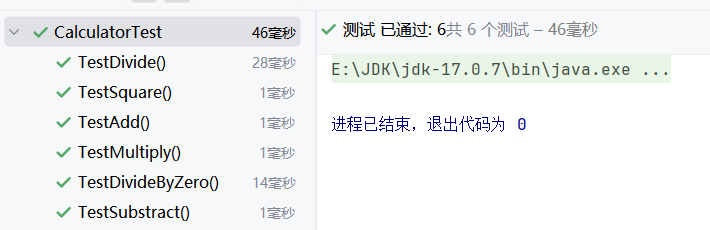 CalculatorTest 46毫秒
TestDivide() 28毫秒
TestSquare() 1毫秒
TestAdd() 1毫秒
TestMultiply() 1毫秒
TestDivideByZero() 14毫秒
TestSubstract() 1毫秒
测试 已通过: 6共 6 个测试 – 46毫秒
E:\JDK\jdk-17.0.7\bin\java.exe ...
进程已结束，退出代码为 0